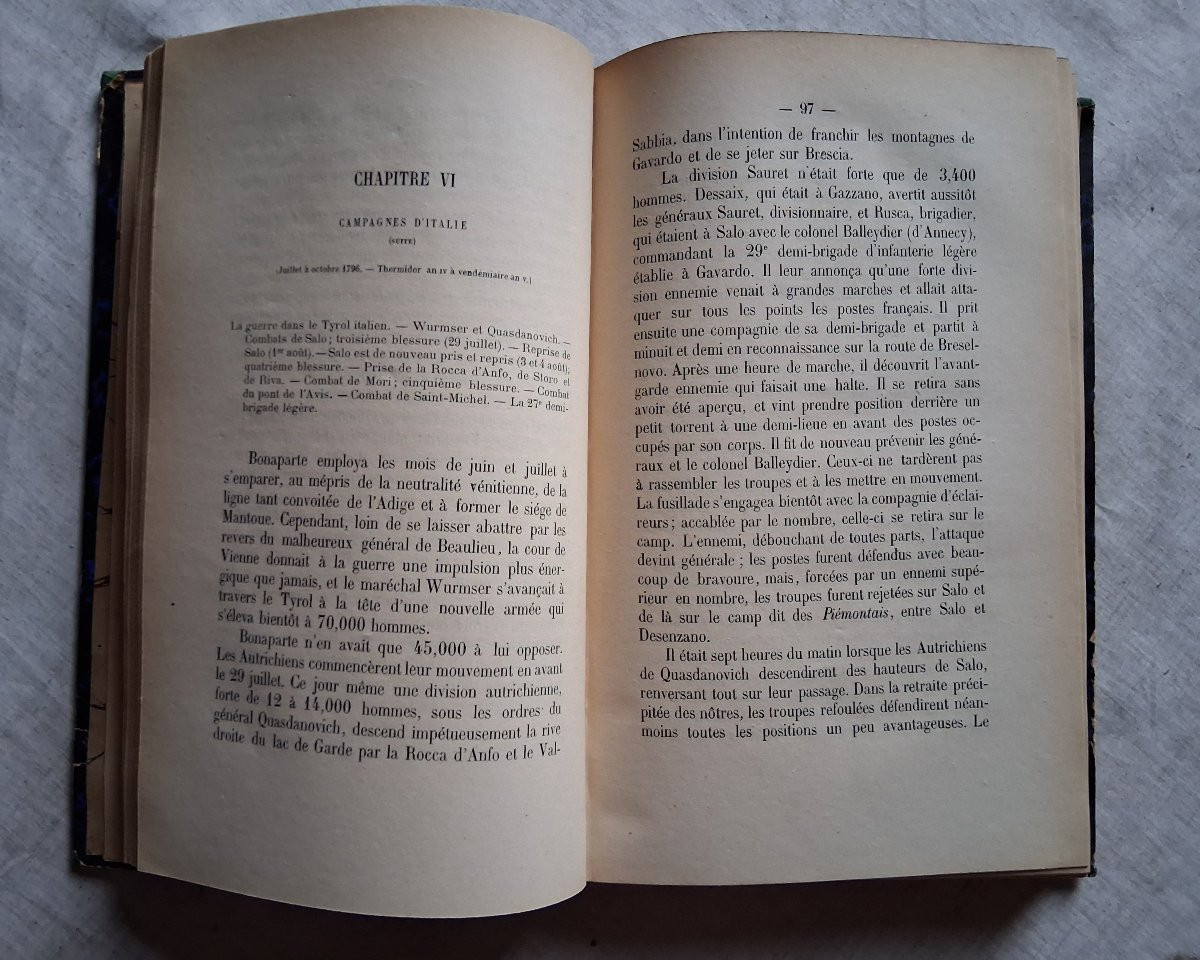 CHAPITRE VI
CAMPAGNES D'ITALIE
(SUITE)
(Juillet à octobre 1796. — Thermidor an IV à vendémiaire an V.)
La guerre dans le Tyrol italien. — Wurmser et Quasdanovich. —
Combats de Salo; troisième blessure (29 juillet). — Reprise de
Salo (1er août). — Salo est de nouveau pris et repris (3 et 4 août);
quatrième blessure. — Prise de la Rocca d'Anfo, de Storo et
de Riva. — Combat de Mori; cinquième blessure. — Combat
du pont de l'Avis. — Combat de Saint-Michel. — La 27e demi-
brigade légère.
Bonaparte employa les mois de juin et juillet à
s'emparer, au mépris de la neutralité vénitienne, de la
ligne tant convoitée de l'Adige et à former le siége de
Mantoue. Cependant, loin de se laisser abattre par les
revers du malheureux général de Beaulieu, la cour de
Vienne donnait à la guerre une impulsion plus éner-
gique que jamais, et le maréchal Wurmser s'avançait à
travers le Tyrol à la tête d'une nouvelle armée qui
s'éleva bientôt à 70,000 hommes.
Bonaparte n'en avait que 45,000 à lui opposer.
Les Autrichiens commencèrent leur mouvement en avant
le 29 juillet. Ce jour même une division autrichienne,
forte de 12 à 14,000 hommes, sous les ordres du
général Quasdanovich, descend impétueusement la rive
droite du lac de Garde par la Rocca d'Anfo et le Val-
— 97 —
Sabbia, dans l'intention de franchir les montagnes de
Gavardo et de se jeter sur Brescia.
La division Sauret n'était forte que de 3,400
hommes. Dessaix, qui était à Gazzano, avertit aussitôt
les généraux Sauret, divisionnaire, et Rusca, brigadier,
qui étaient à Salo avec le colonel Balleydier (d'Annecy),
commandant la 29e demi-brigade d'infanterie légère
établie à Gavardo. Il leur annonça qu'une forte divi-
sion ennemie venait à grandes marches et allait atta-
quer sur tous les points les postes français. Il prit
ensuite une compagnie de sa demi-brigade et partit à
minuit et demi en reconnaissance sur la route de Bresel-
novo. Après une heure de marche, il découvrit l'avant-
garde ennemie qui faisait une halte. Il se retira sans
avoir été aperçu, et vint prendre position derrière un
petit torrent à une demi-lieue en avant des postes oc-
cupés par son corps. Il fit de nouveau prévenir les géné-
raux et le colonel Balleydier. Ceux-ci ne tardèrent pas
à rassembler les troupes et à les mettre en mouvement.
La fusillade s'engagea bientôt avec la compagnie d'éclai-
reurs; accablée par le nombre, celle-ci se retira sur le
camp. L'ennemi, débouchant de toutes parts, l'attaque
devint générale; les postes furent défendus avec beau-
coup de bravoure, mais, forcées par un ennemi supé-
rieur en nombre, les troupes furent rejetées sur Salo et
de là sur le camp dit des Piémontais, entre Salo et
Desenzano.
Il était sept heures du matin lorsque les Autrichiens
de Quasdanovich descendirent des hauteurs de Salo,
renversant tout sur leur passage. Dans la retraite préci-
pitée des nôtres, les troupes refoulées défendirent néan-
moins toutes les positions un peu avantageuses. Le